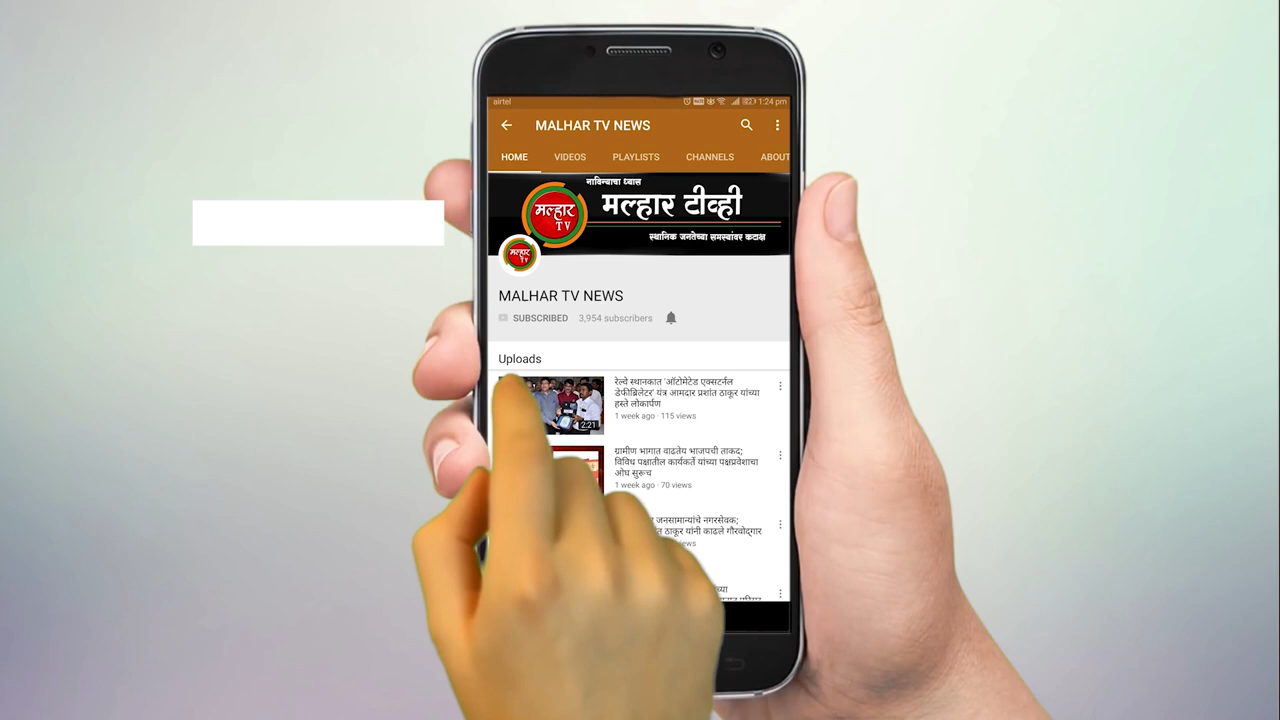 airtel 1:24 pm
MALHAR TV NEWS
HOME VIDEOS PLAYLISTS CHANNELS ABOUT
नाविन्याचा ध्यास
मल्हार टीव्ही
मल्हार
TV
स्थानिक जनतेच्या समस्यांवर कटाक्ष
मल्हार
TV
MALHAR TV NEWS
SUBSCRIBED 3,954 subscribers
Uploads
रेल्वे स्थानकात 'ऑटोमेटेड एक्सटर्नल
डेफीब्रिलेटर' यंत्र आमदार प्रशांत ठाकूर यांच्या
हस्ते लोकार्पण
1 week ago · 115 views
2:21
ग्रामीण भागात वाढतेय भाजपची ताकद;
विविध पक्षातील कार्यकर्ते यांच्या पक्षप्रवेशाचा
ओघ सुरूच
1 week ago · 70 views
जनसामान्यांचे नगरसेवक;
ठाकूर यांनी काढले गौरवोद्गार
views